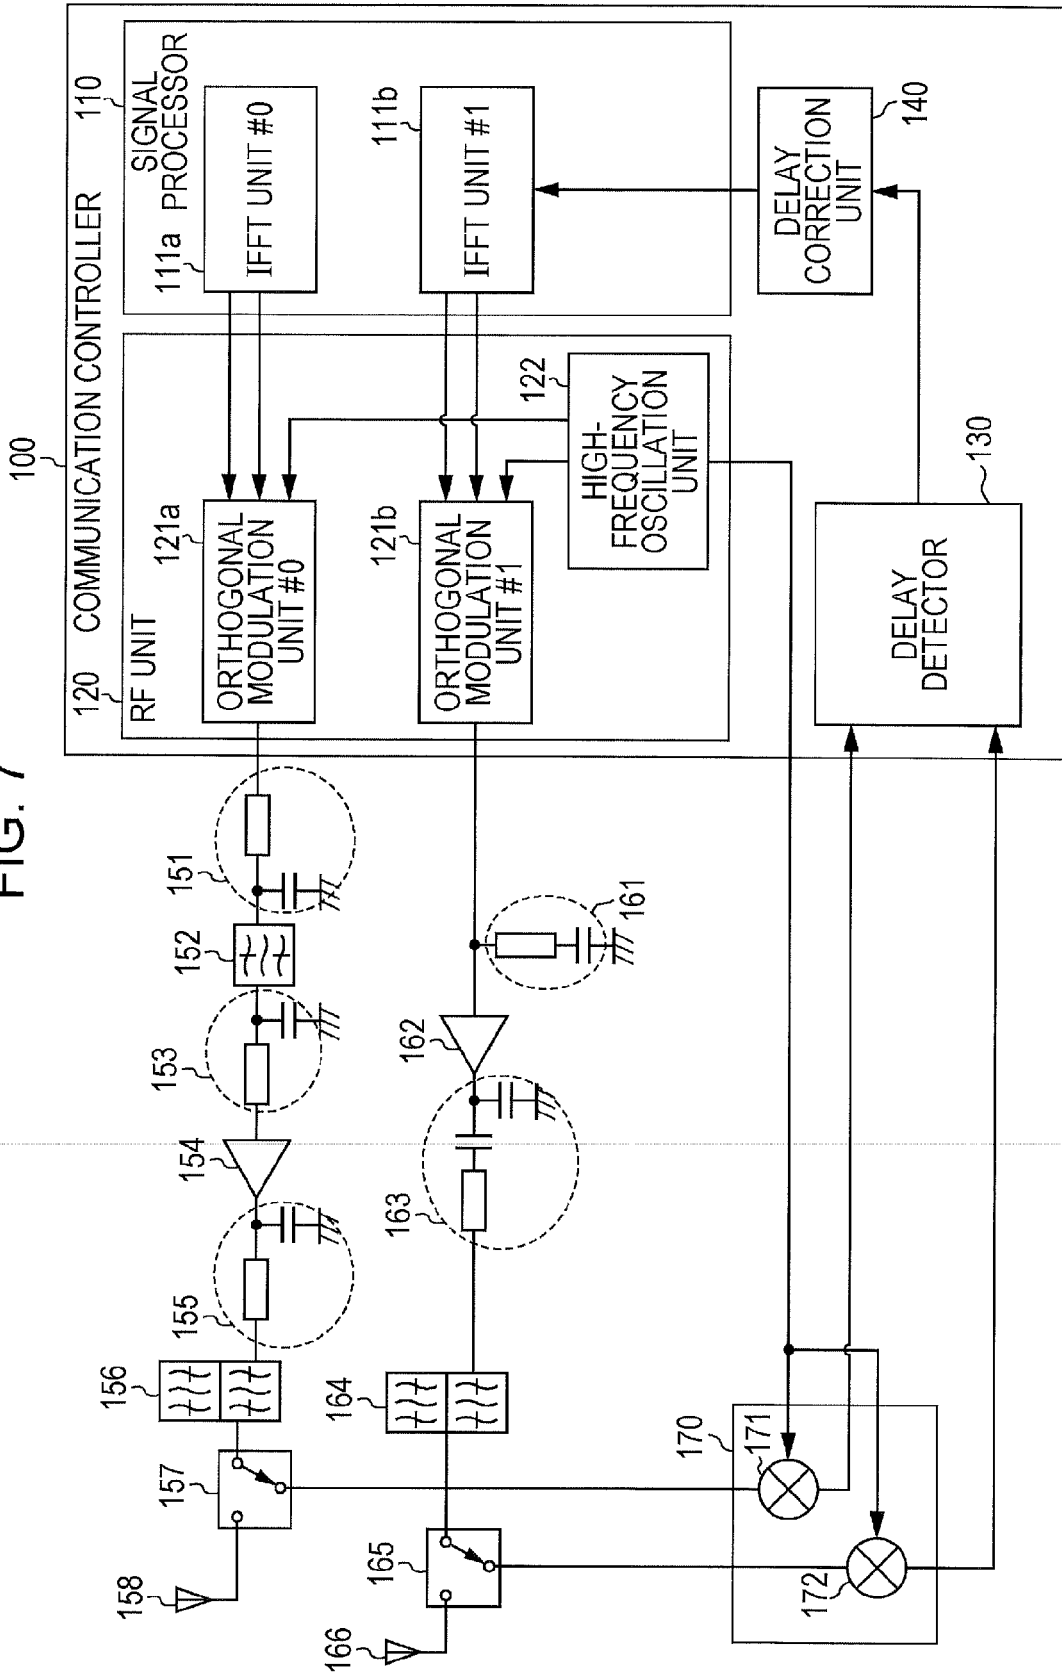 FIG. 7
100
COMMUNICATION CONTROLLER
120
RF UNIT
110
SIGNAL
PROCESSOR
111a
IFFT UNIT #0
111b
IFFT UNIT #1
121a
ORTHOGONAL
MODULATION
UNIT #0
121b
ORTHOGONAL
MODULATION
UNIT #1
122
HIGH-
FREQUENCY
OSCILLATION
UNIT
140
DELAY
CORRECTION
UNIT
130
DELAY
DETECTOR
158
157
156
155
154
153
152
151
166
165
164
163
162
161
170
171
172